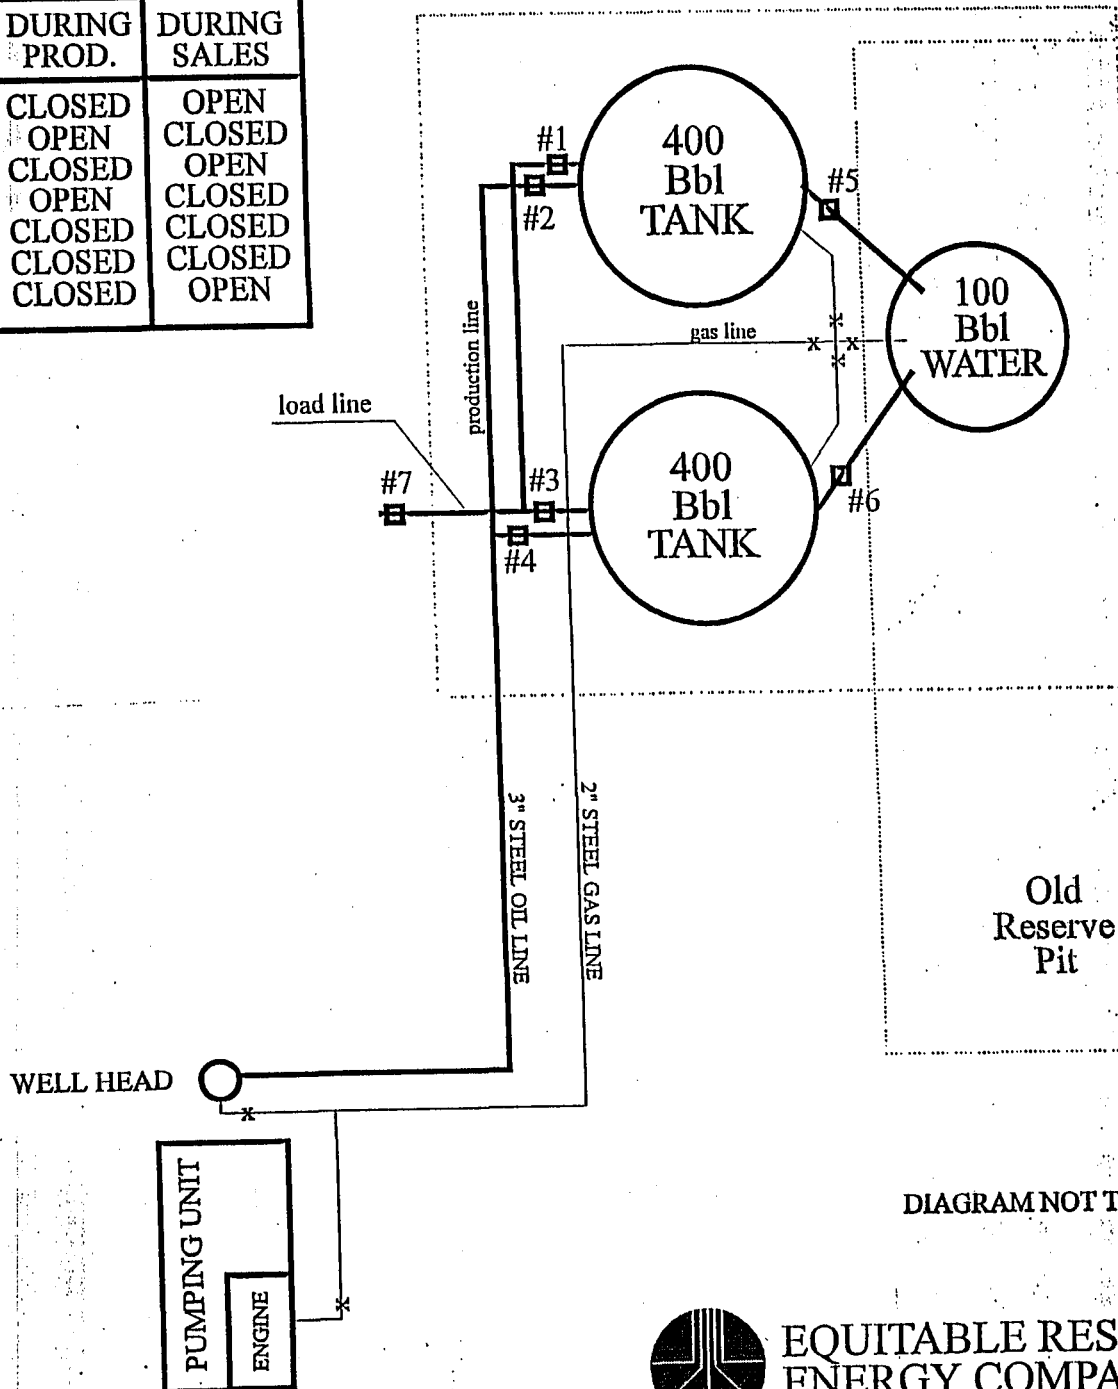 DURING PROD.
DURING SALES
CLOSED OPEN
OPEN CLOSED
CLOSED OPEN
OPEN CLOSED
CLOSED CLOSED
CLOSED CLOSED
CLOSED OPEN
#1
#2
400
Bbl
TANK
#5
production line
gas line
100
Bbl
WATER
load line
#7
#3
#4
400
Bbl
TANK
#6
3" STEEL OIL LINE
2" STEEL GAS LINE
Old
Reserve
Pit
WELL HEAD
PUMPING UNIT
ENGINE
DIAGRAM NOT T
EQUITABLE RES
ENERGY COMPA